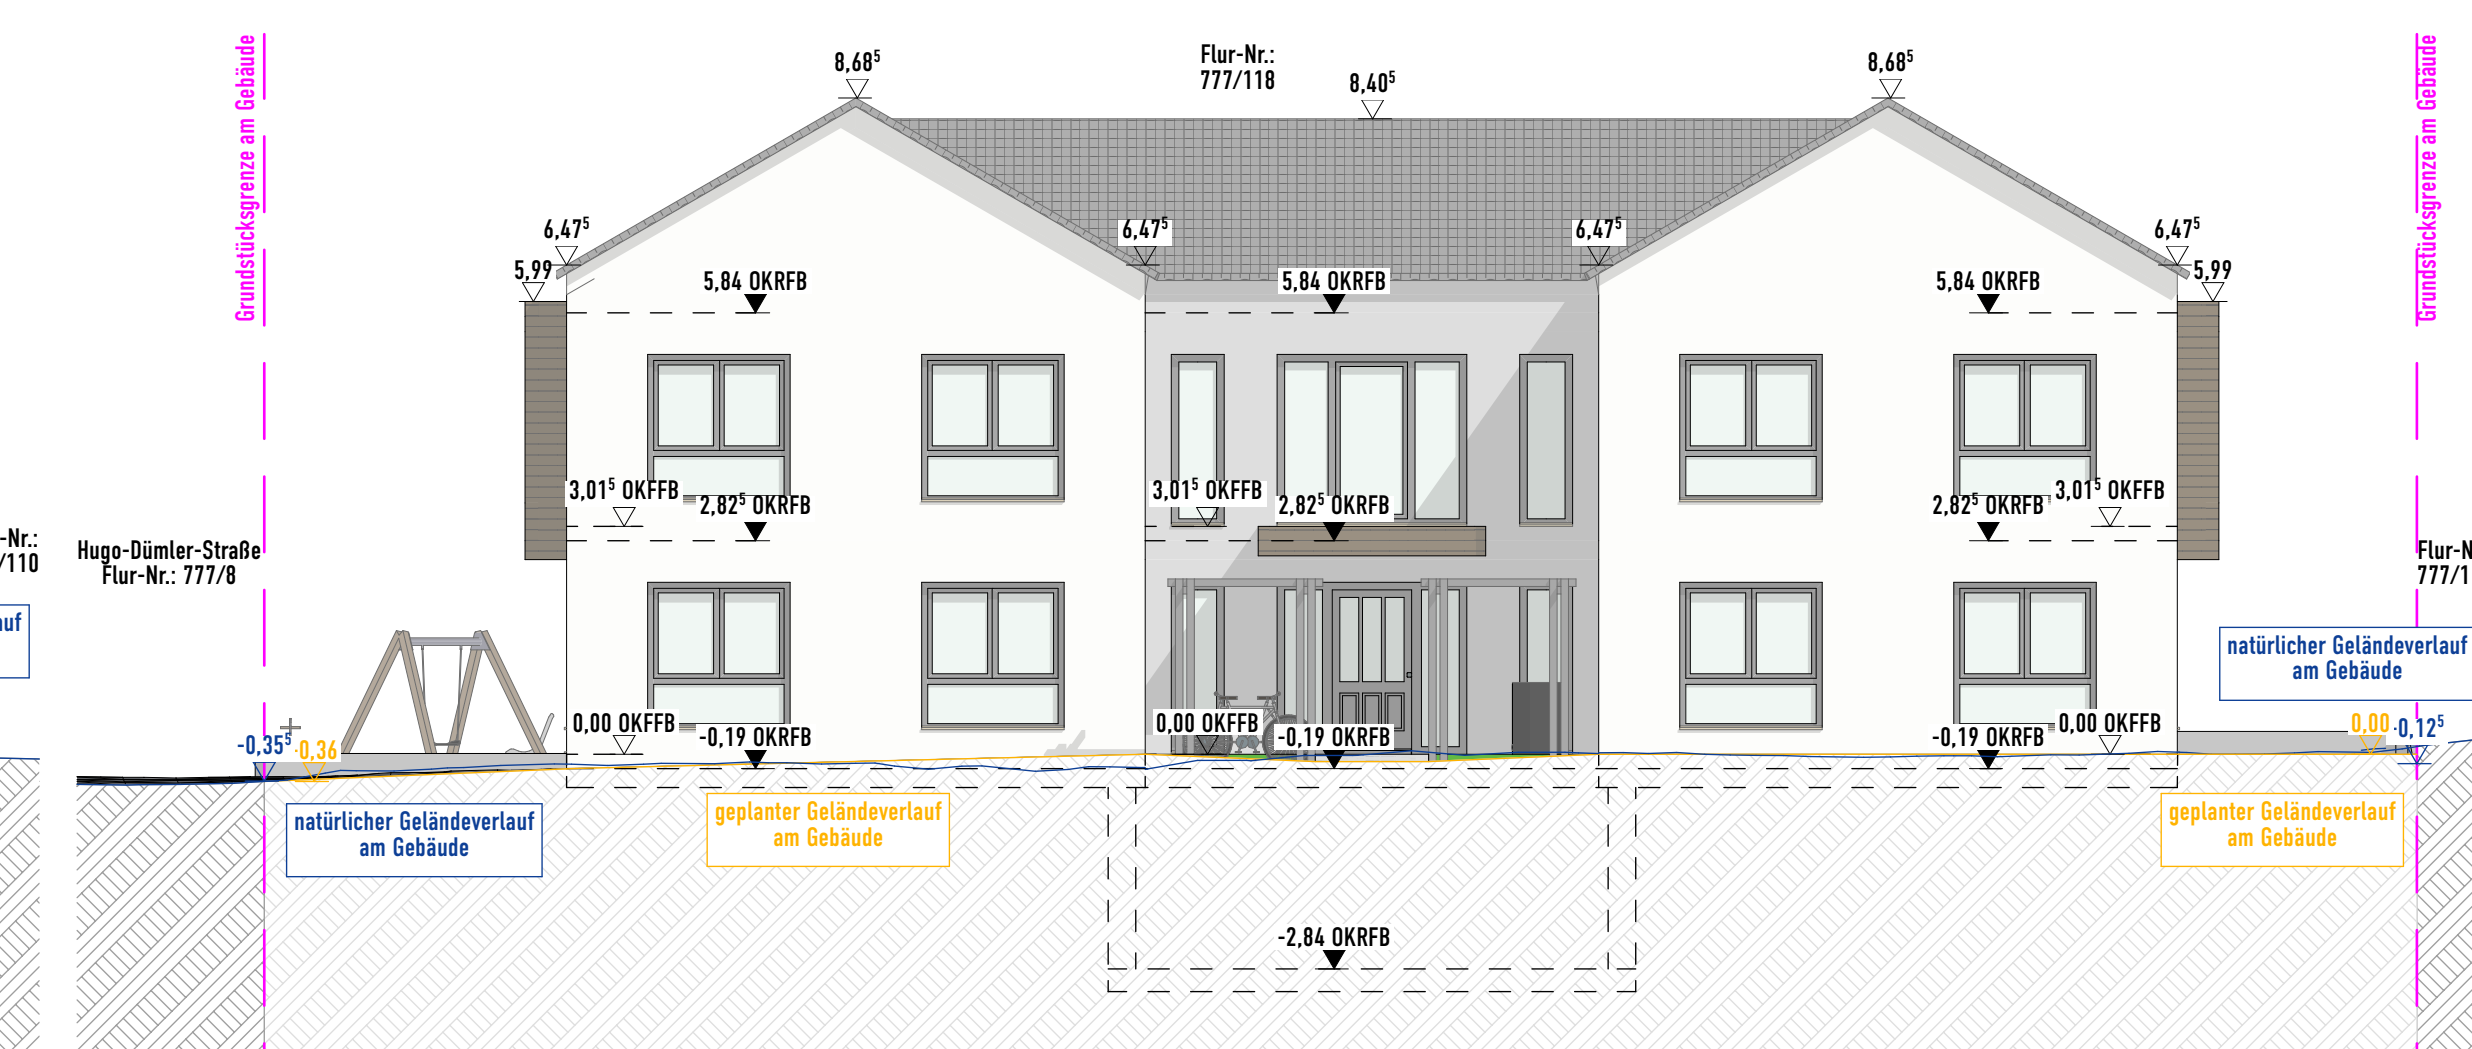 Grundstücksgrenze am Gebäude
8,68⁵
Flur-Nr.:
777/118
8,40⁵
8,68⁵
Grundstücksgrenze am Gebäude
6,47⁵
6,47⁵
6,47⁵
6,47⁵
5,99
5,84 OKRFB
5,84 OKRFB
5,84 OKRFB
5,99
3,01⁵ OKFFB
2,82⁵ OKRFB
3,01⁵ OKFFB
2,82⁵ OKRFB
2,82⁵ OKRFB
3,01⁵ OKFFB
-Nr.:
/110
Hugo-Dümler-Straße
Flur-Nr.: 777/8
Flur-N
777/1
auf
natürlicher Geländeverlauf
am Gebäude
-0,35⁵
-0,36
0,00 OKFFB
-0,19 OKRFB
0,00 OKFFB
-0,19 OKRFB
-0,19 OKRFB
0,00 OKFFB
0,00
-0,12⁵
natürlicher Geländeverlauf
am Gebäude
geplanter Geländeverlauf
am Gebäude
geplanter Geländeverlauf
am Gebäude
-2,84 OKRFB